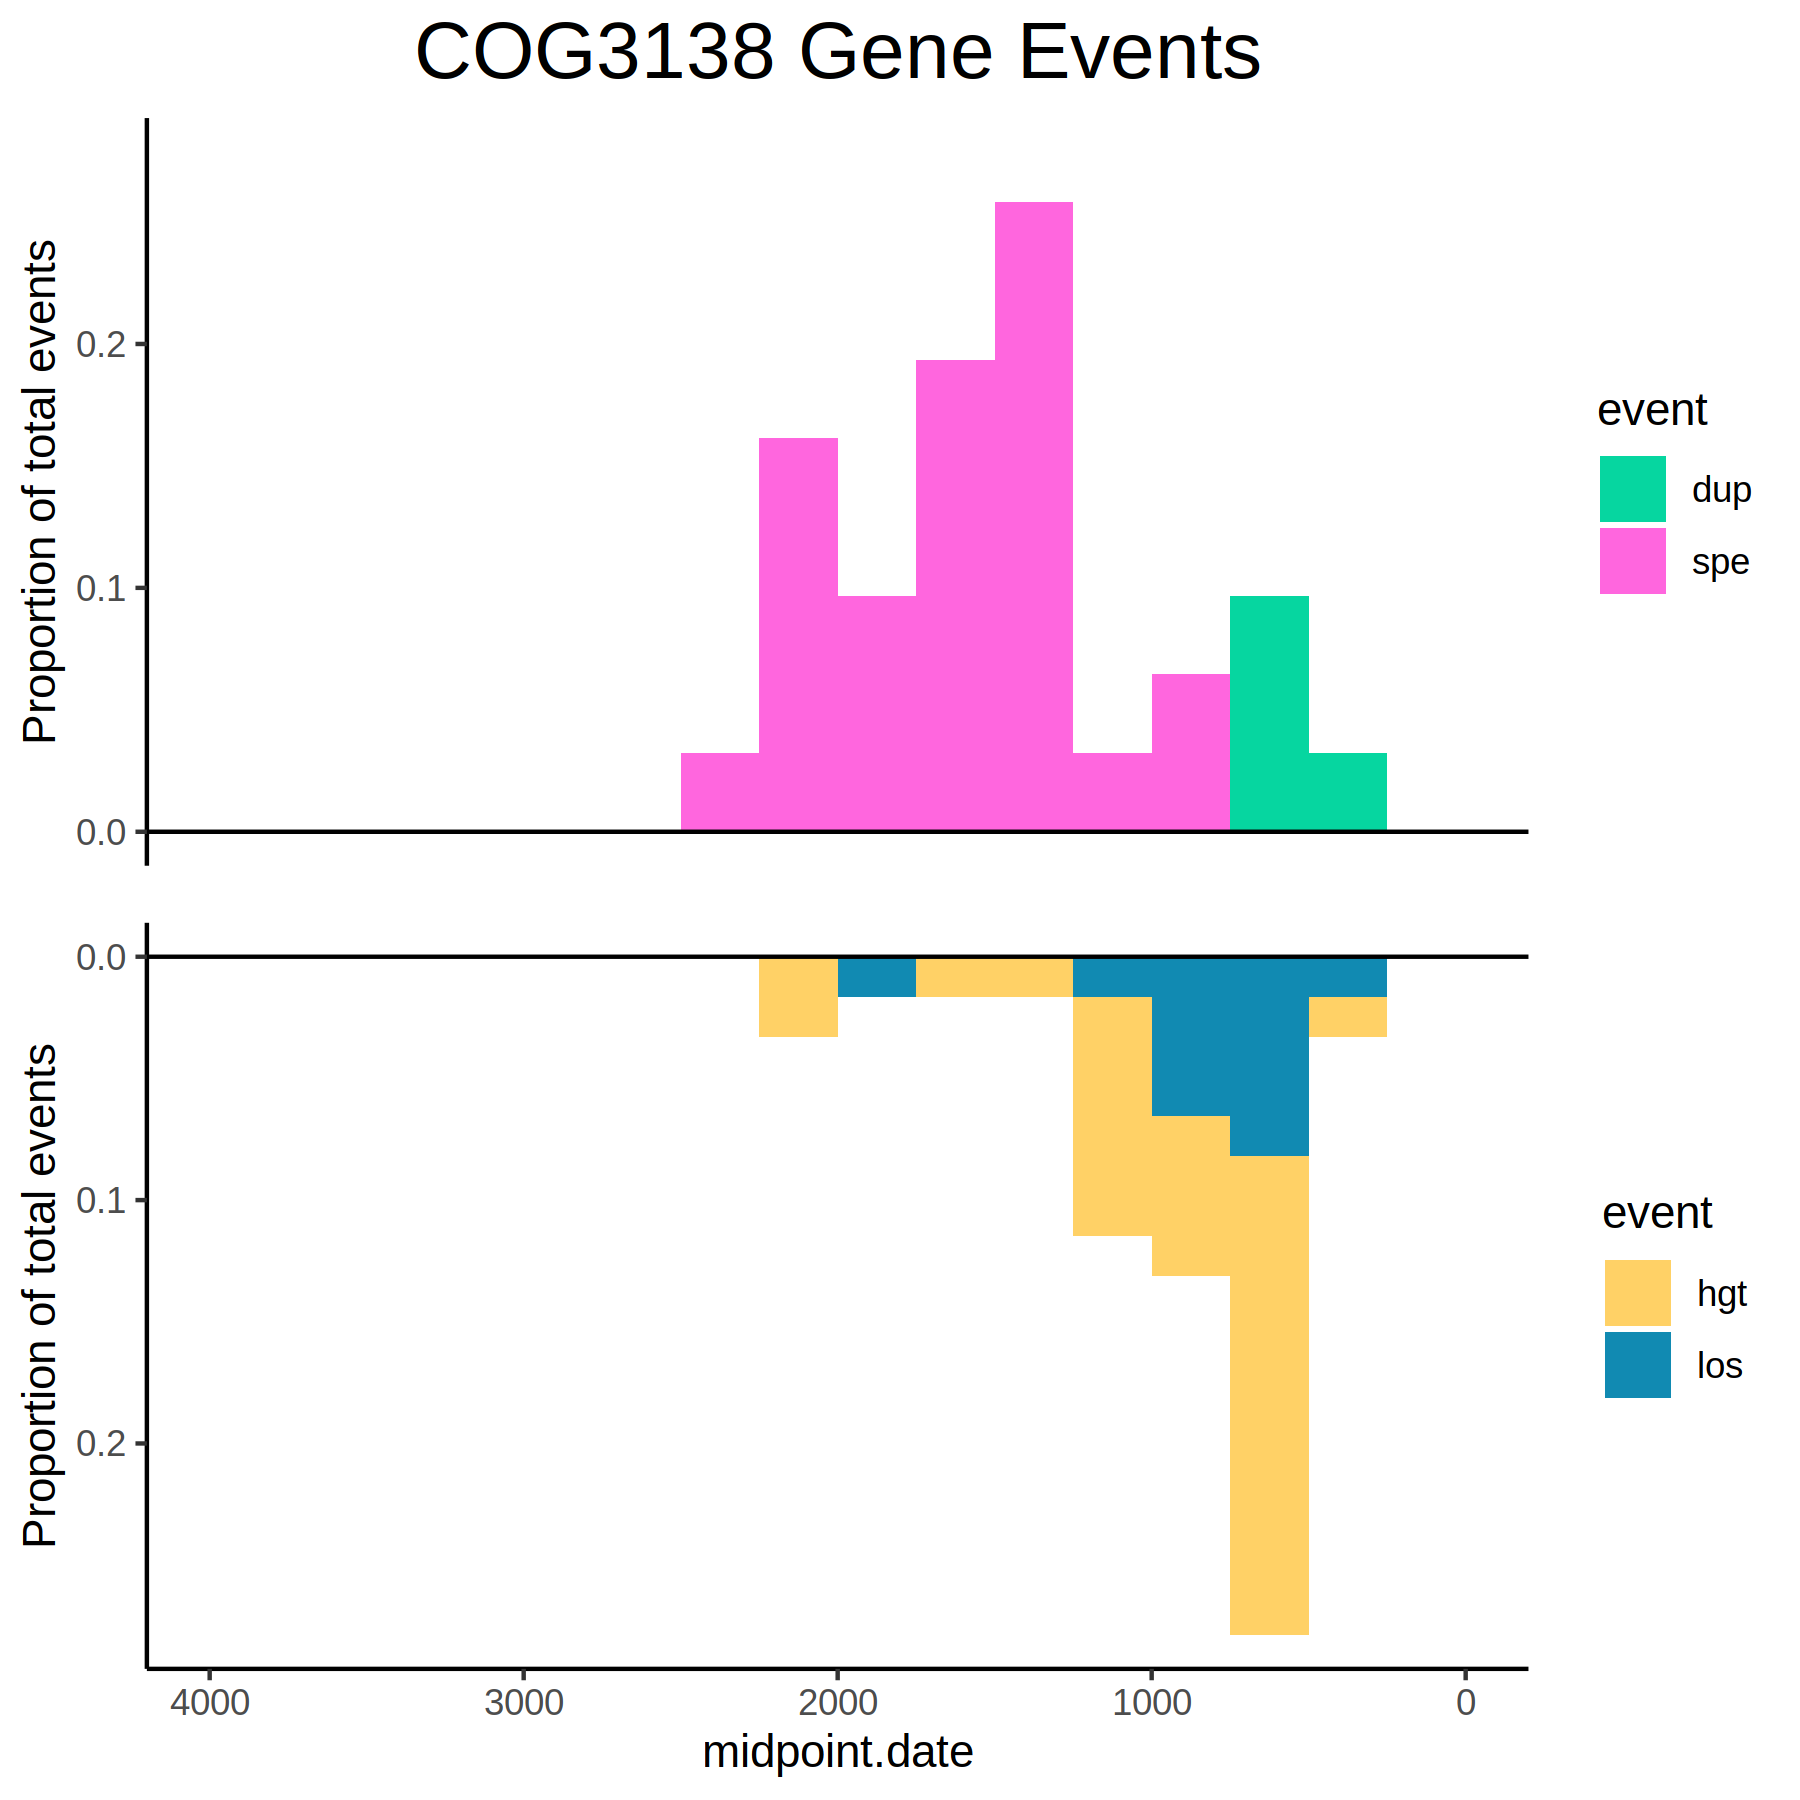 COG3138 Gene Events
Proportion of total events
0.2
0.1
0.0
event
dup
spe
Proportion of total events
0.0
0.1
0.2
event
hgt
los
4000 3000 2000 1000 0
midpoint.date